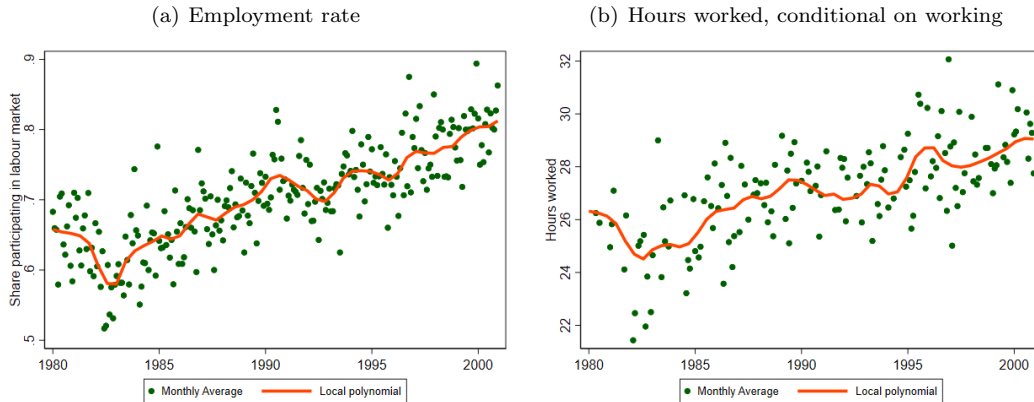 (a) Employment rate
Share participating in labour market
.9
.8
.7
.6
.5
1980 1985 1990 1995 2000
Monthly Average Local polynomial
(b) Hours worked, conditional on working
Hours worked
32
30
28
26
24
22
1980 1985 1990 1995 2000
Monthly Average Local polynomial